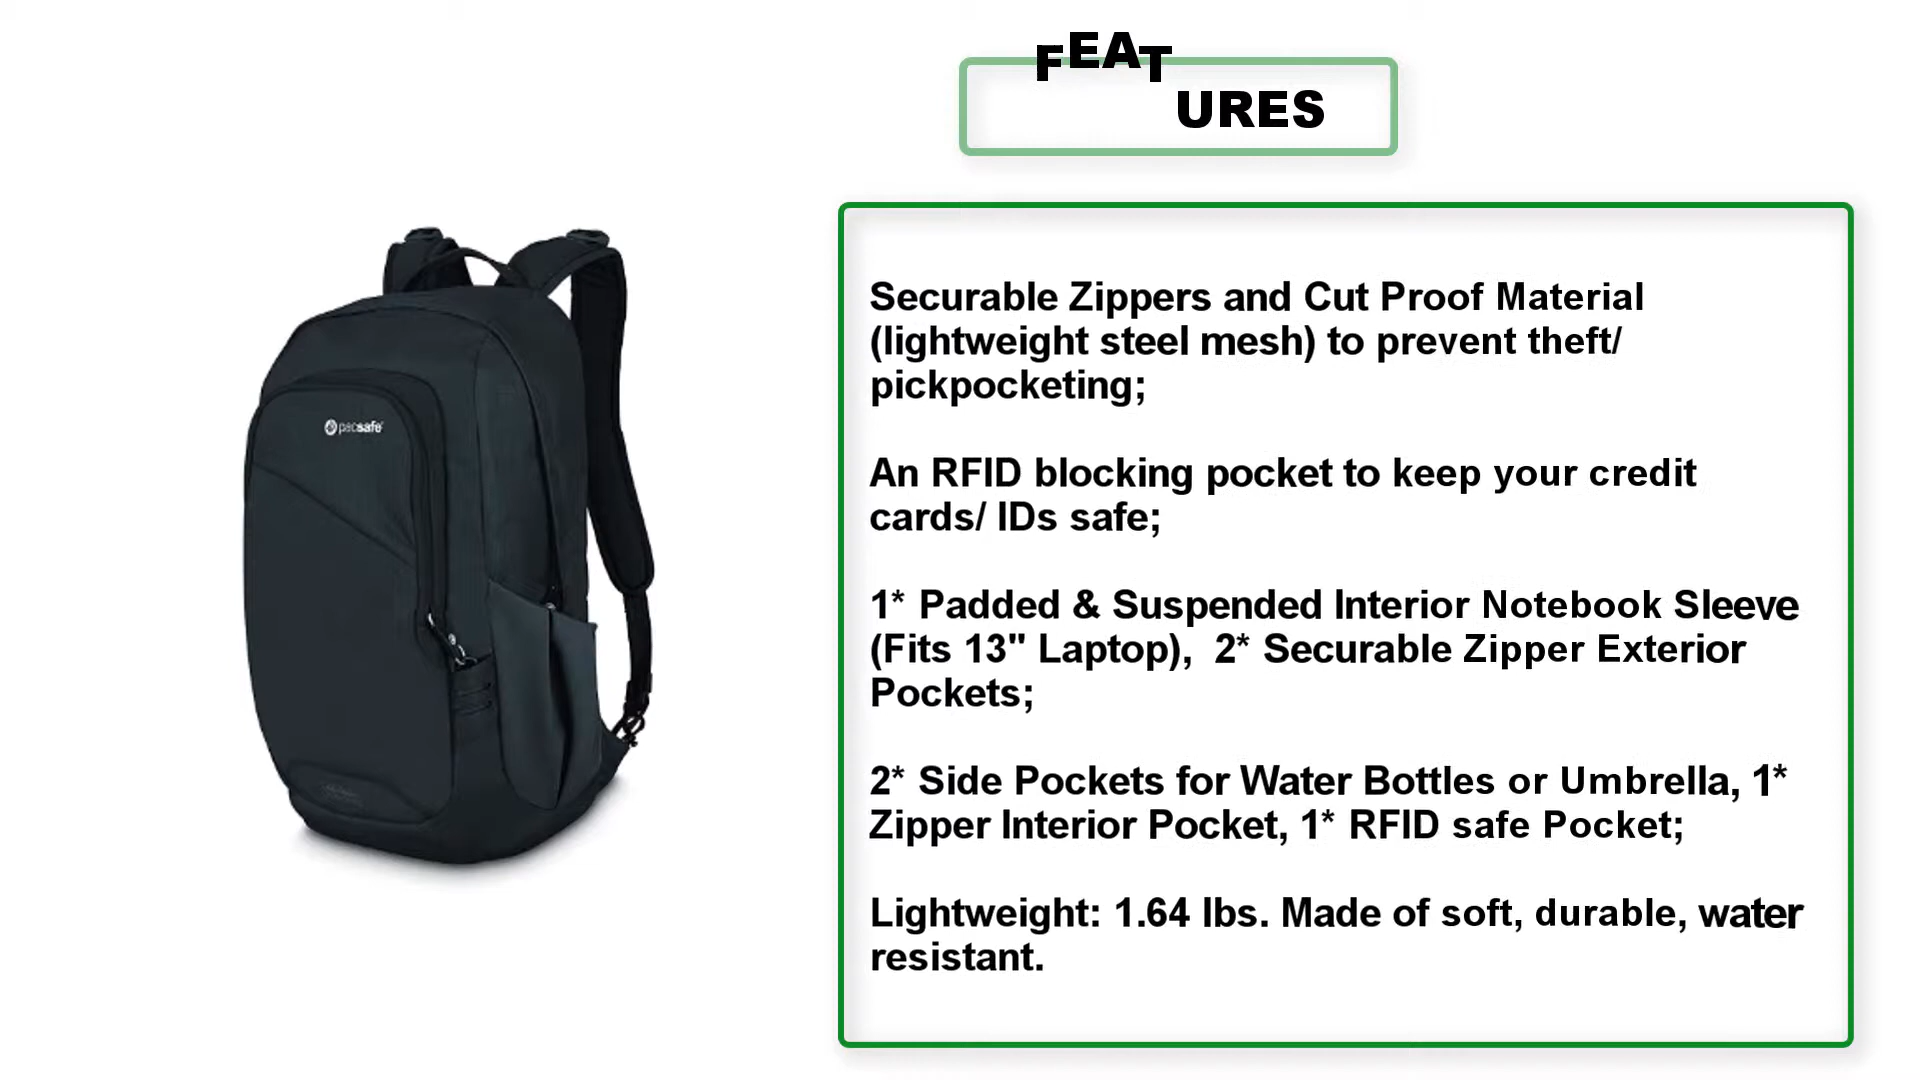 FEATURES
pacsafe
Securable Zippers and Cut Proof Material
(lightweight steel mesh) to prevent theft/
pickpocketing;
An RFID blocking pocket to keep your credit
cards/ IDs safe;
1* Padded & Suspended Interior Notebook Sleeve
(Fits 13" Laptop),  2* Securable Zipper Exterior
Pockets;
2* Side Pockets for Water Bottles or Umbrella, 1*
Zipper Interior Pocket, 1* RFID safe Pocket;
Lightweight: 1.64 lbs. Made of soft, durable, water
resistant.